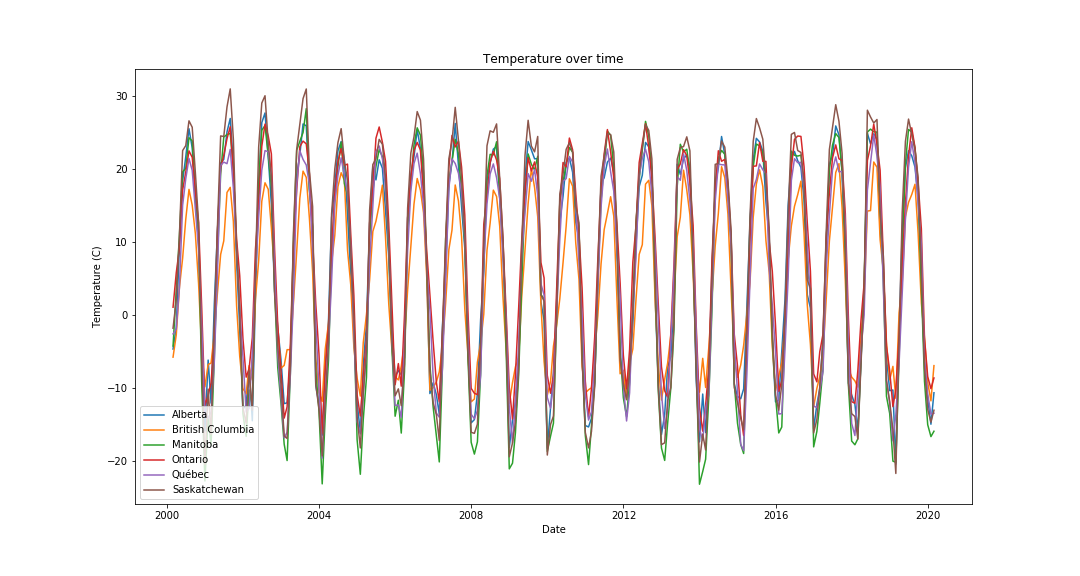 Temperature over time
30
20
10
0
−10
−20
Temperature (C)
Alberta
British Columbia
Manitoba
Ontario
Québec
Saskatchewan
2000 2004 2008 2012 2016 2020
Date